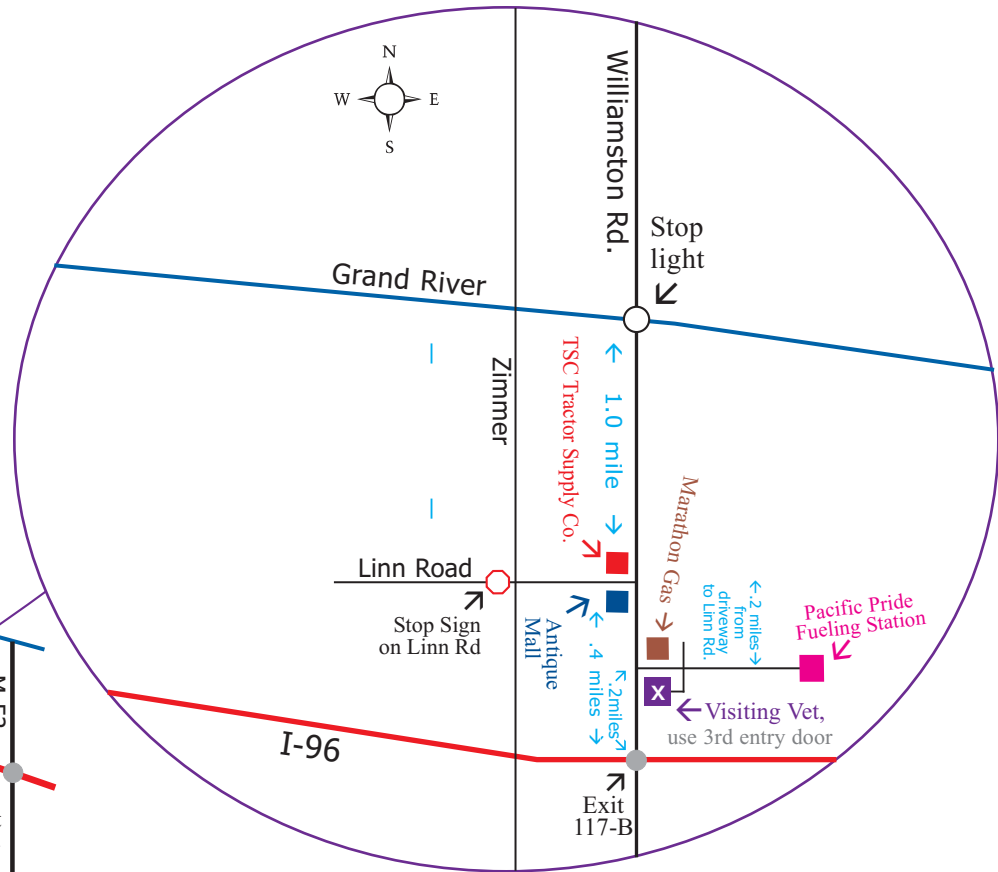 N
W
E
S
Williamston Rd.
Stop
light
Grand River
Zimmer
TSC Tractor Supply Co.
← 1.0 mile →
Marathon Gas →
Linn Road
Stop Sign
on Linn Rd
Antique
Mall
← .4 miles →
←.2miles→
←.2 miles→
from
driveway
to Linn Rd.
Pacific Pride
Fueling Station
X
Visiting Vet,
use 3rd entry door
I-96
Exit
117-B